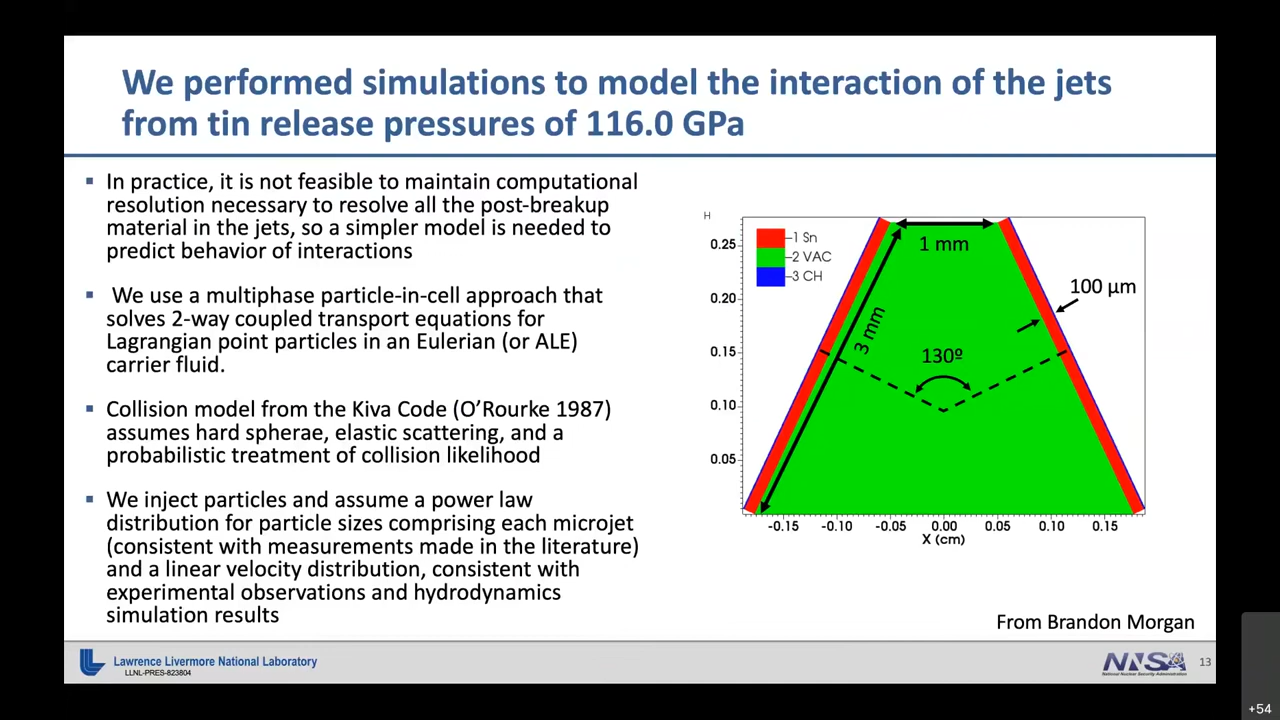 We performed simulations to model the interaction of the jets
from tin release pressures of 116.0 GPa
▪ In practice, it is not feasible to maintain computational
resolution necessary to resolve all the post-breakup
material in the jets, so a simpler model is needed to
predict behavior of interactions
▪ We use a multiphase particle-in-cell approach that
solves 2-way coupled transport equations for
Lagrangian point particles in an Eulerian (or ALE)
carrier fluid.
▪ Collision model from the Kiva Code (O’Rourke 1987)
assumes hard spherae, elastic scattering, and a
probabilistic treatment of collision likelihood
▪ We inject particles and assume a power law
distribution for particle sizes comprising each microjet
(consistent with measurements made in the literature)
and a linear velocity distribution, consistent with
experimental observations and hydrodynamics
simulation results
H
0.25
0.20
0.15
0.10
0.05
1 Sn
2 VAC
3 CH
1 mm
100 µm
3 mm
130º
-0.15 -0.10 -0.05 0.00 0.05 0.10 0.15
X (cm)
From Brandon Morgan
Lawrence Livermore National Laboratory
LLNL-PRES-823804
NNSA
National Nuclear Security Administration
13
+54